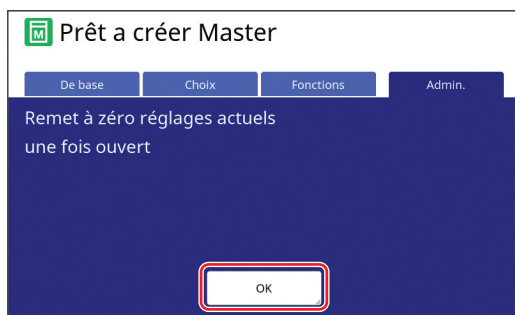 M
Prêt a créer Master
De base Choix Fonctions Admin.
Remet à zéro réglages actuels
une fois ouvert
OK